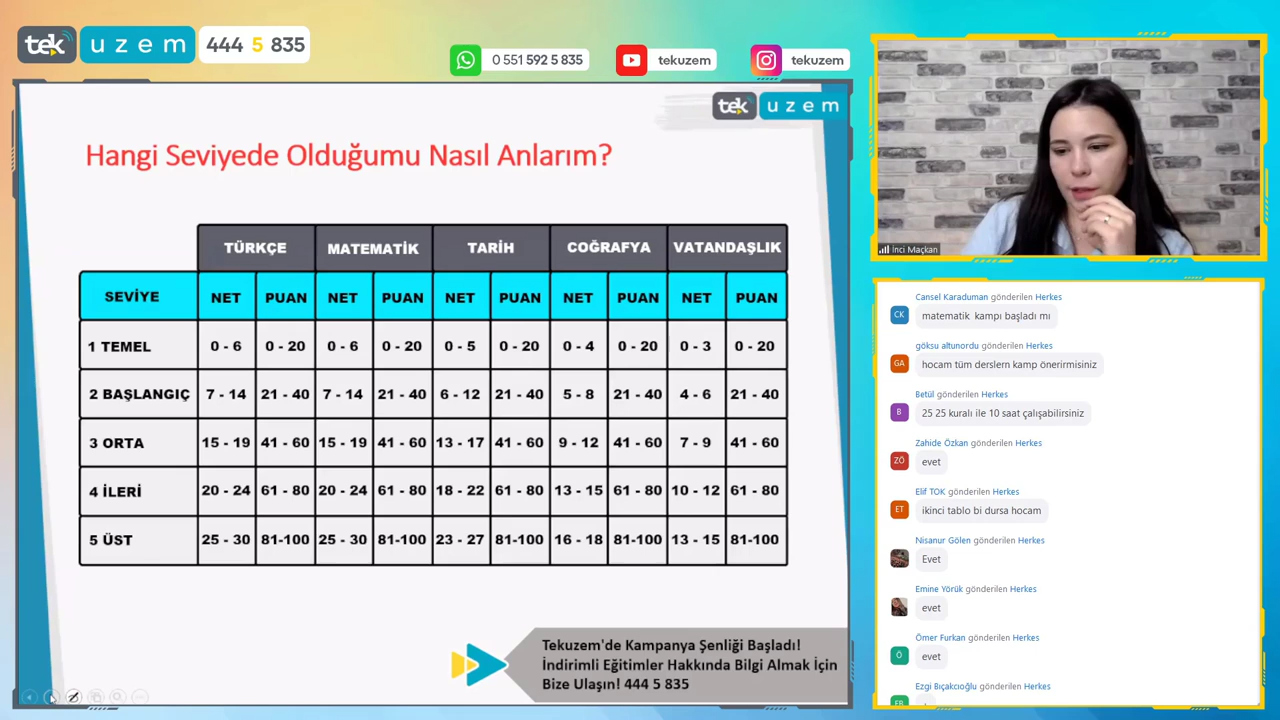 tek uzem 444 5 835
0 551 592 5 835
tekuzem
tekuzem
tek uzem
Hangi Seviyede Olduğumu Nasıl Anlarım?
TÜRKÇE MATEMATİK TARİH COĞRAFYA VATANDAŞLIK
SEVİYE NET PUAN NET PUAN NET PUAN NET PUAN NET PUAN
1 TEMEL 0 - 6 0 - 20 0 - 6 0 - 20 0 - 5 0 - 20 0 - 4 0 - 20 0 - 3 0 - 20
2 BAŞLANGIÇ 7 - 14 21 - 40 7 - 14 21 - 40 6 - 12 21 - 40 5 - 8 21 - 40 4 - 6 21 - 40
3 ORTA 15 - 19 41 - 60 15 - 19 41 - 60 13 - 17 41 - 60 9 - 12 41 - 60 7 - 9 41 - 60
4 İLERİ 20 - 24 61 - 80 20 - 24 61 - 80 18 - 22 61 - 80 13 - 15 61 - 80 10 - 12 61 - 80
5 ÜST 25 - 30 81-100 25 - 30 81-100 23 - 27 81-100 16 - 18 81-100 13 - 15 81-100
Tekuzem'de Kampanya Şenliği Başladı!
İndirimli Eğitimler Hakkında Bilgi Almak İçin
Bize Ulaşın! 444 5 835
İnci Maçkan
Cansel Karaduman gönderilen Herkes
CK matematik kampı başladı mı
göksu altunordu gönderilen Herkes
GA hocam tüm derslern kamp önerirmisiniz
Betül gönderilen Herkes
B 25 25 kuralı ile 10 saat çalışabilirsiniz
Zahide Özkan gönderilen Herkes
ZÖ evet
Elif TOK gönderilen Herkes
ET ikinci tablo bi dursa hocam
Nisanur Gölen gönderilen Herkes
Evet
Emine Yörük gönderilen Herkes
evet
Ömer Furkan gönderilen Herkes
Ö evet
Ezgi Bıçakcıoğlu gönderilen Herkes
EB